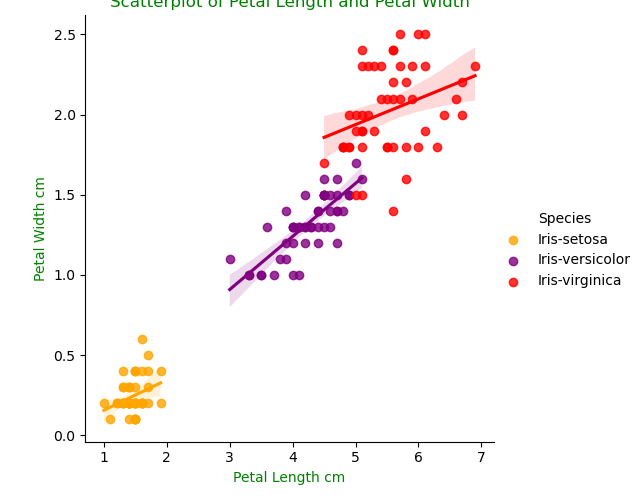 Scatterplot of Petal Length and Petal Width
2.5
2.0
1.5
1.0
0.5
0.0
Petal Width cm
1 2 3 4 5 6 7
Petal Length cm
Species
Iris-setosa
Iris-versicolor
Iris-virginica